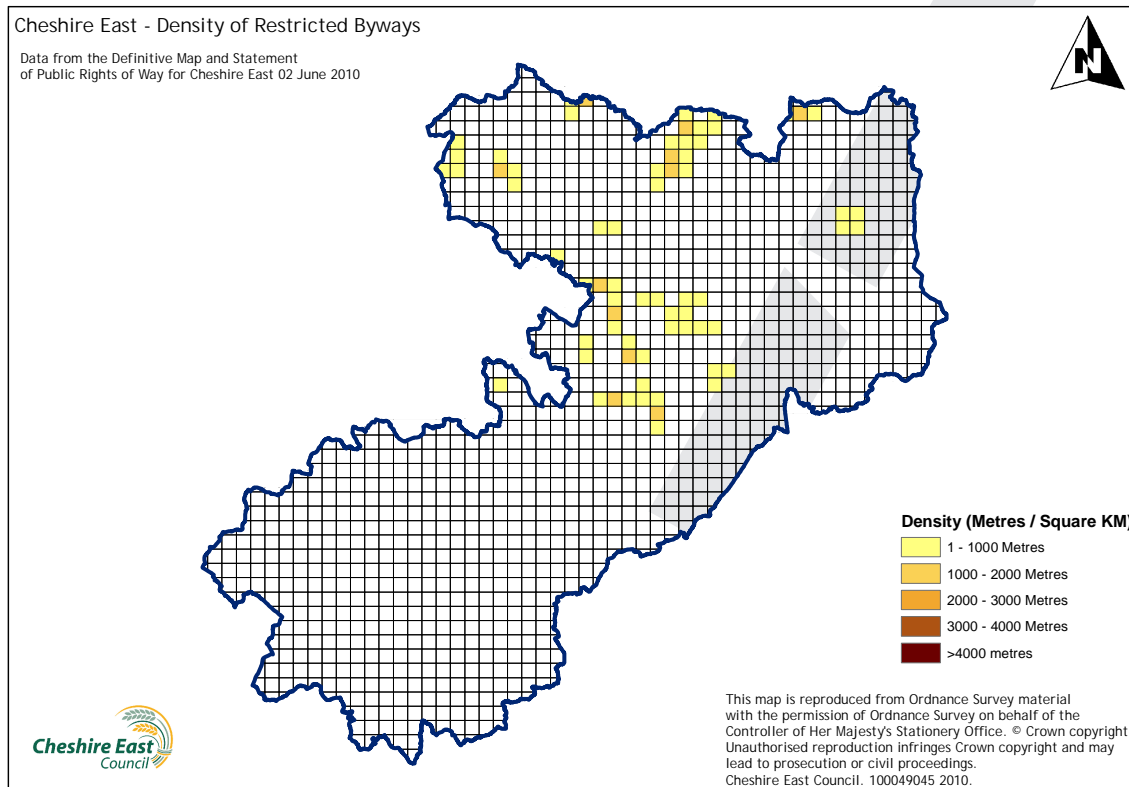 Cheshire East - Density of Restricted Byways
Data from the Definitive Map and Statement
of Public Rights of Way for Cheshire East 02 June 2010
N
Density (Metres / Square KM)
1 - 1000 Metres
1000 - 2000 Metres
2000 - 3000 Metres
3000 - 4000 Metres
>4000 metres
This map is reproduced from Ordnance Survey material
with the permission of Ordnance Survey on behalf of the
Controller of Her Majesty's Stationery Office. © Crown copyright
Unauthorised reproduction infringes Crown copyright and may
lead to prosecution or civil proceedings.
Cheshire East Council. 100049045 2010.
Cheshire East
Council